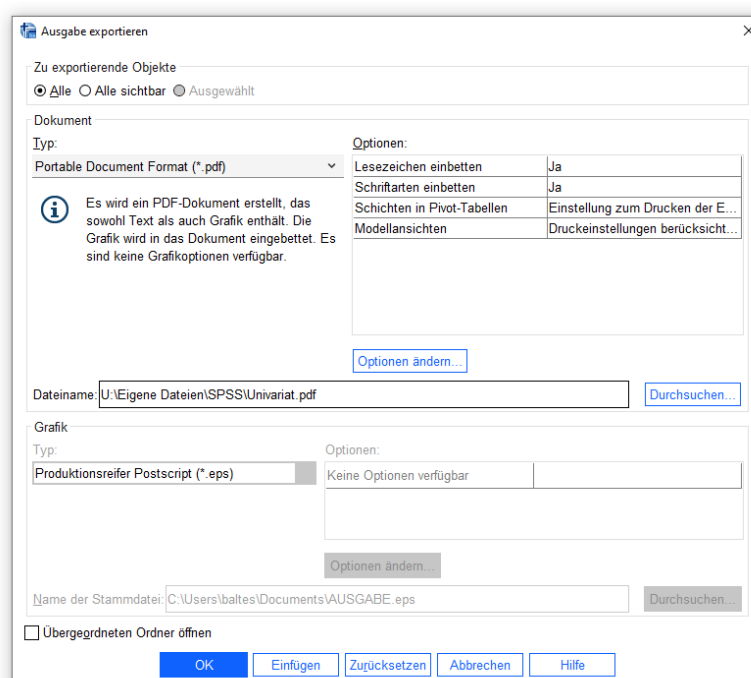 Ausgabe exportieren
Zu exportierende Objekte
Alle Alle sichtbar Ausgewählt
Dokument
Typ:
Portable Document Format (*.pdf)
Es wird ein PDF-Dokument erstellt, das
sowohl Text als auch Grafik enthält. Die
Grafik wird in das Dokument eingebettet. Es
sind keine Grafikoptionen verfügbar.
Optionen:
Lesezeichen einbetten Ja
Schriftarten einbetten Ja
Schichten in Pivot-Tabellen Einstellung zum Drucken der E...
Modellansichten Druckeinstellungen berücksicht...
Optionen ändern...
Dateiname: U:\Eigene Dateien\SPSS\Univariat.pdf Durchsuchen...
Grafik
Typ:
Produktionsreifer Postscript (*.eps)
Optionen:
Keine Optionen verfügbar
Optionen ändern...
Name der Stammdatei: C:\Users\baltes\Documents\AUSGABE.eps Durchsuchen...
Übergeordneten Ordner öffnen
OK Einfügen Zurücksetzen Abbrechen Hilfe